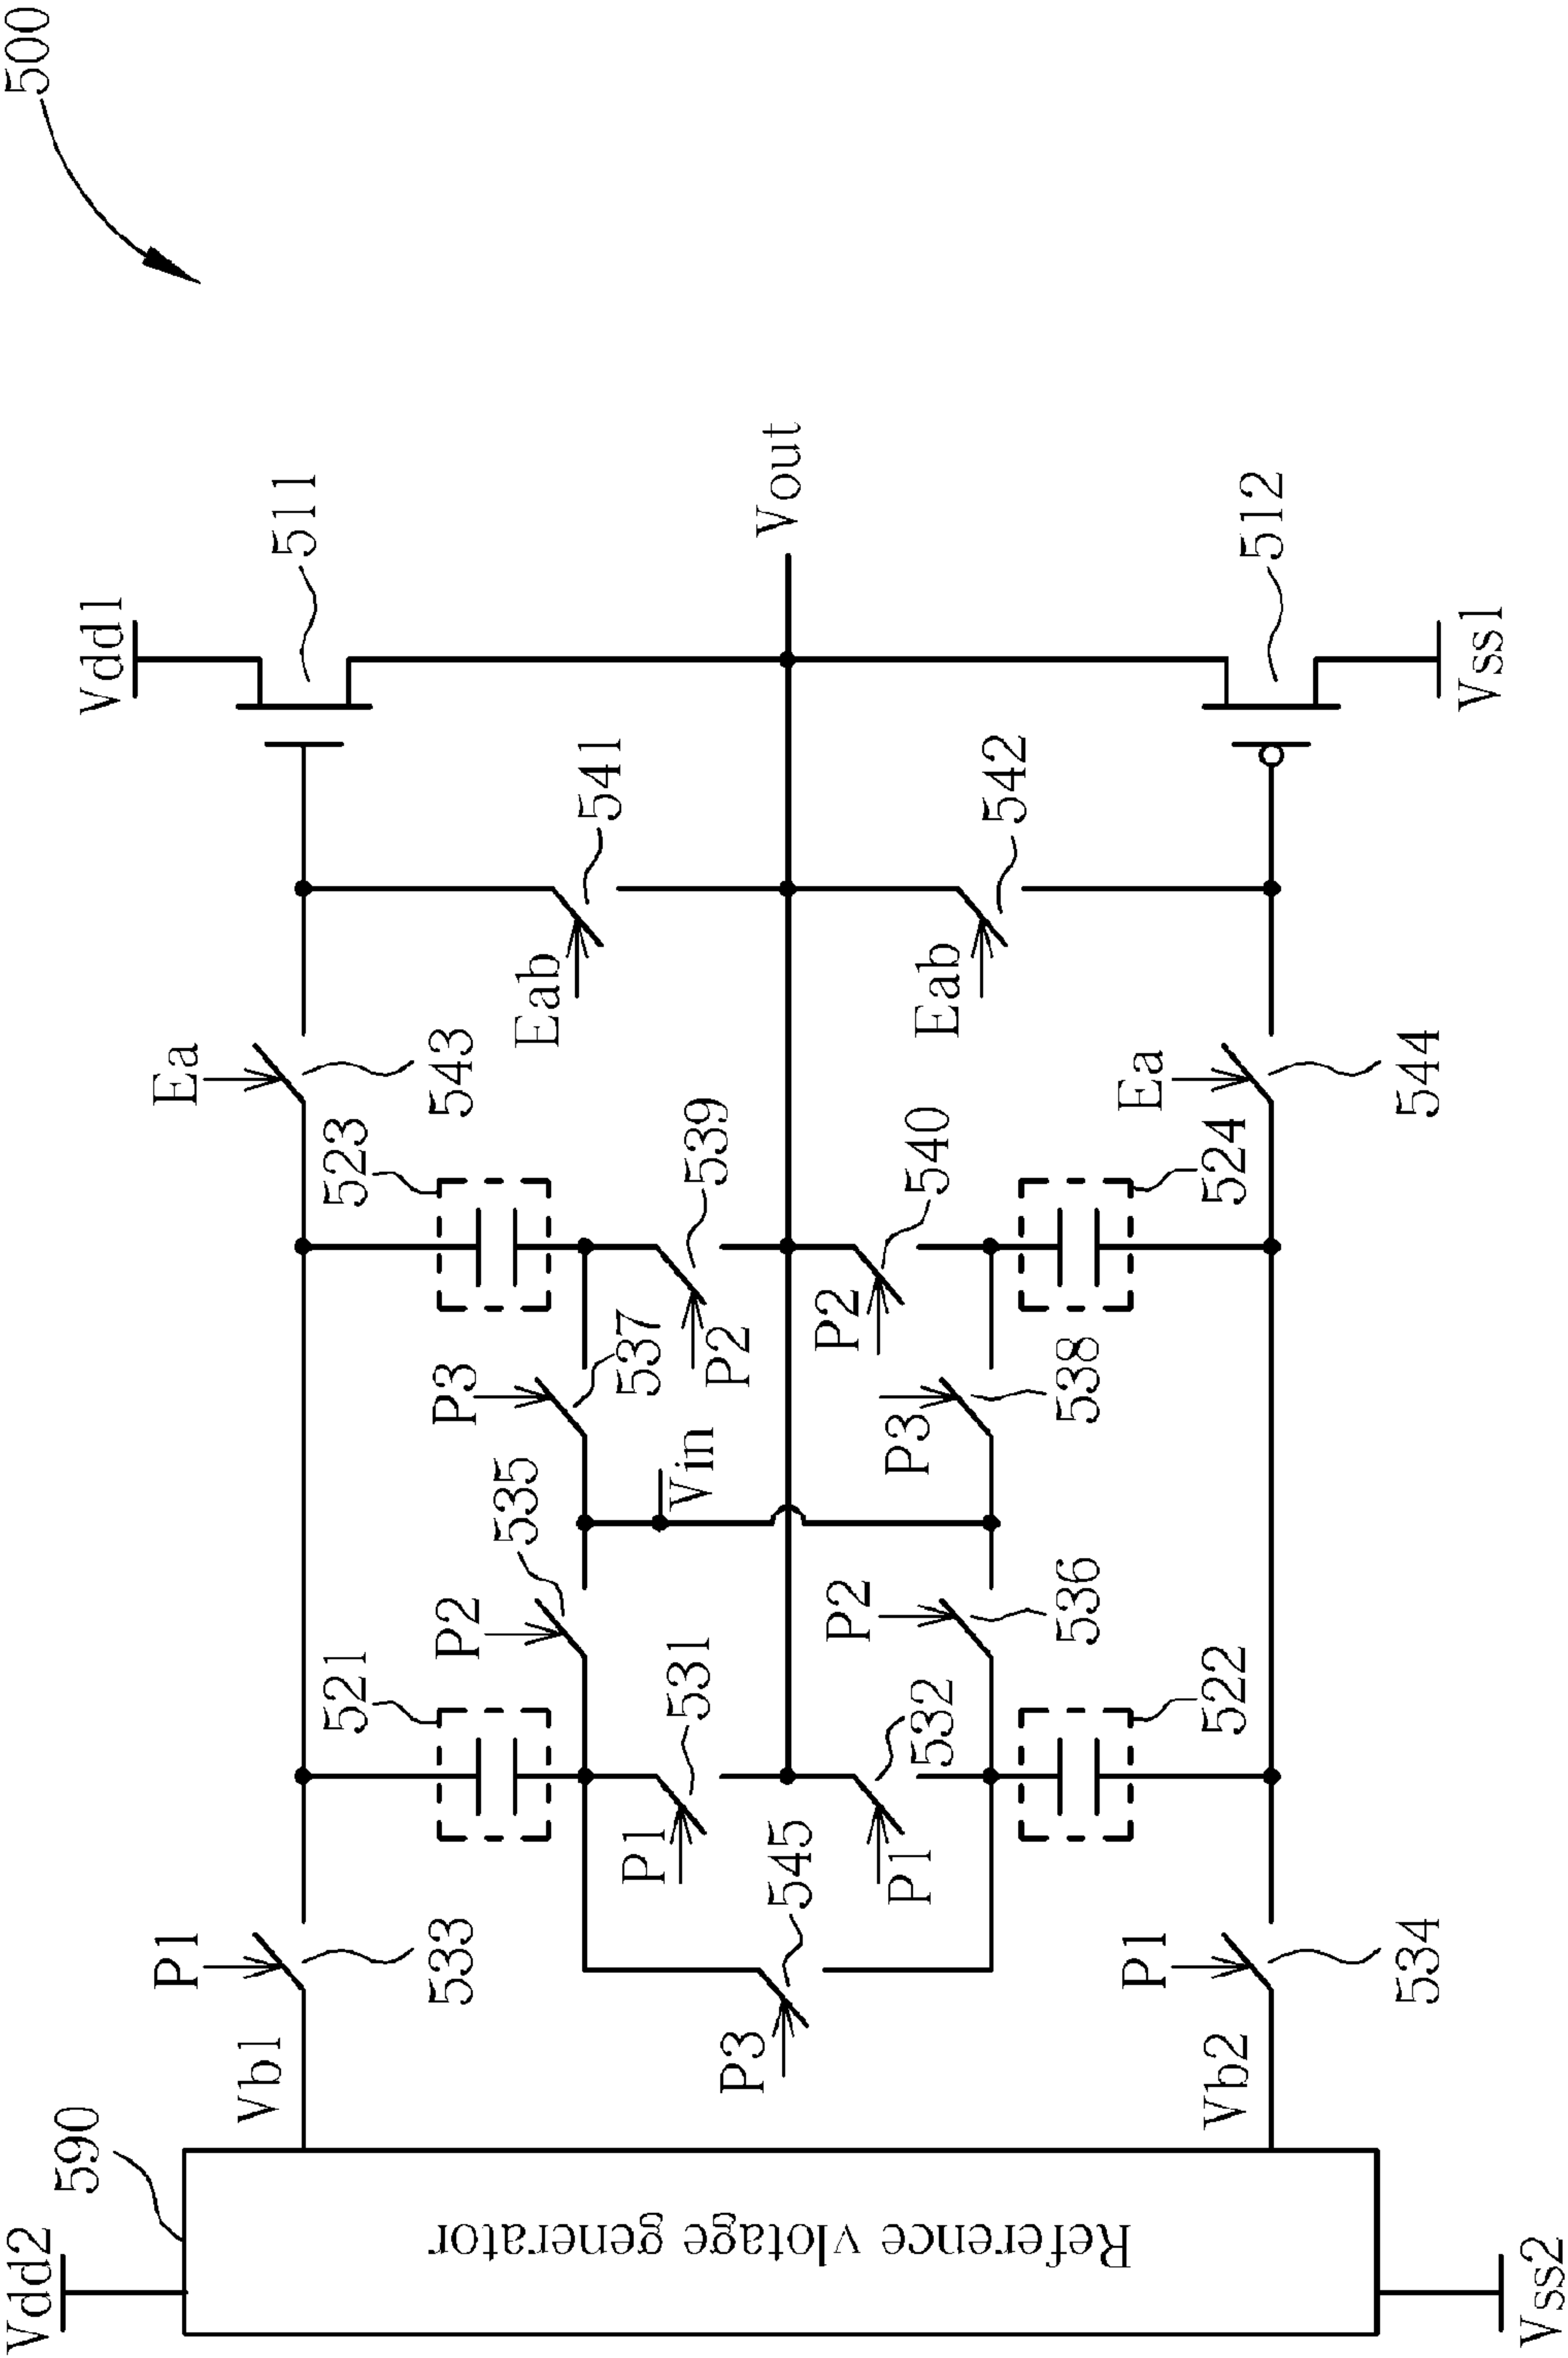 500
Vdd2
590
Vb1
P1
533
521
P2
535
P3
537
523
Ea
543
Vdd1
511
P1
531
Vin
P2
539
Eab
541
P3
545
Vout
P1
532
P2
536
P3
538
P2
540
Eab
542
Reference vlotage generator
Vb2
P1
534
522
524
Ea
544
512
Vss2
Vss1